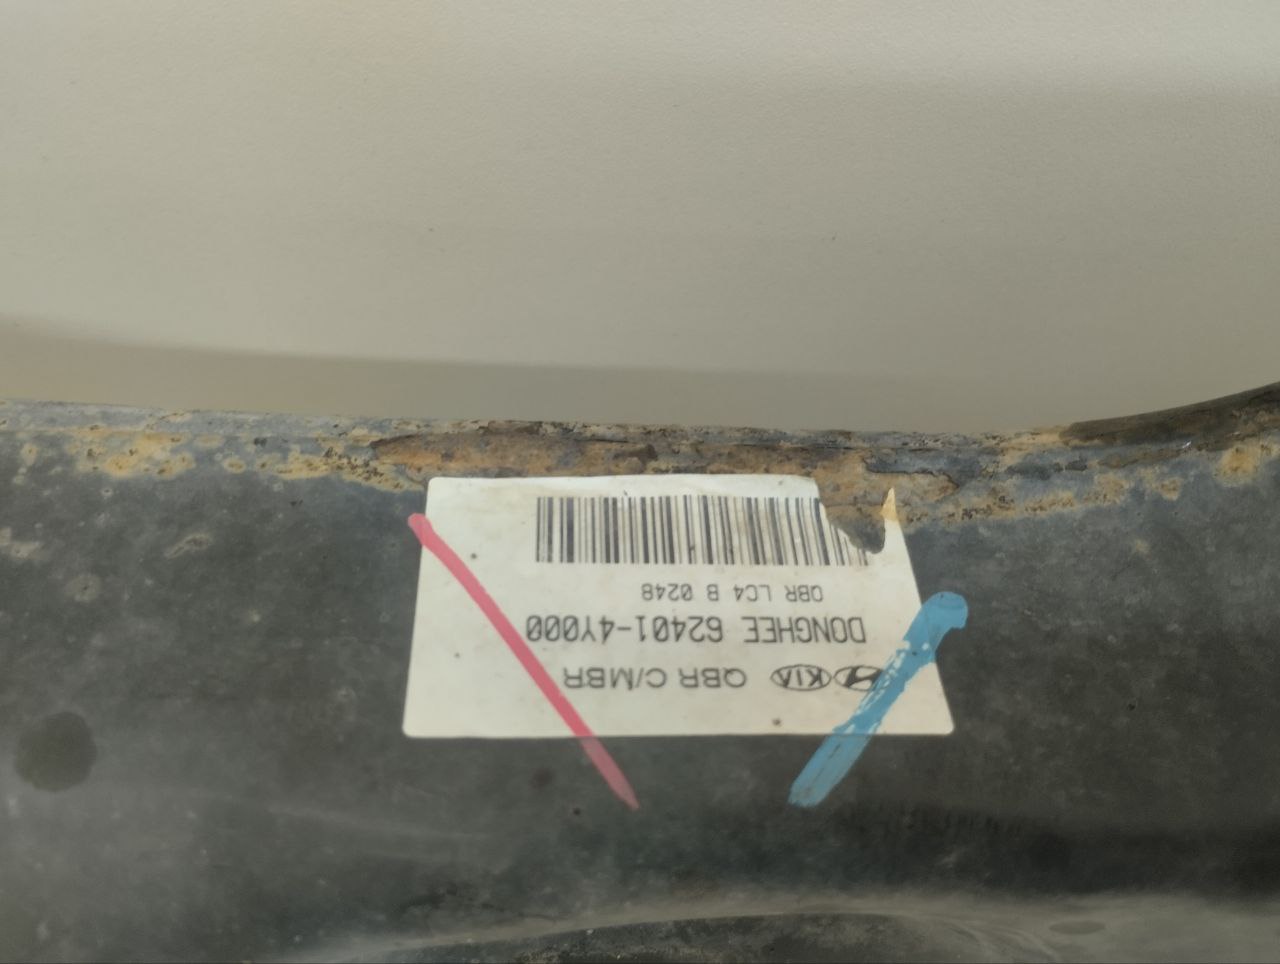 KIA QBR C/MBR
DONGHEE 62401-4Y000
QBR LC4 B 0248